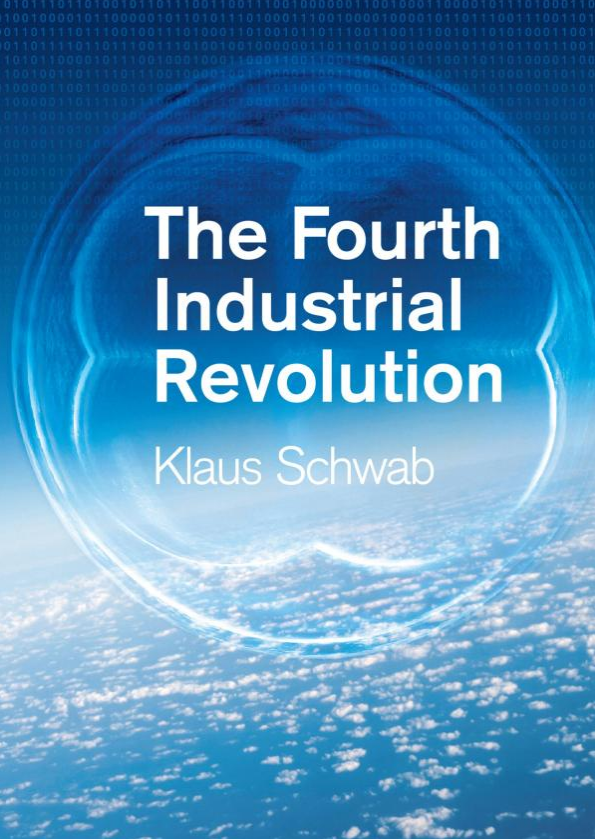 The Fourth
Industrial
Revolution
Klaus Schwab